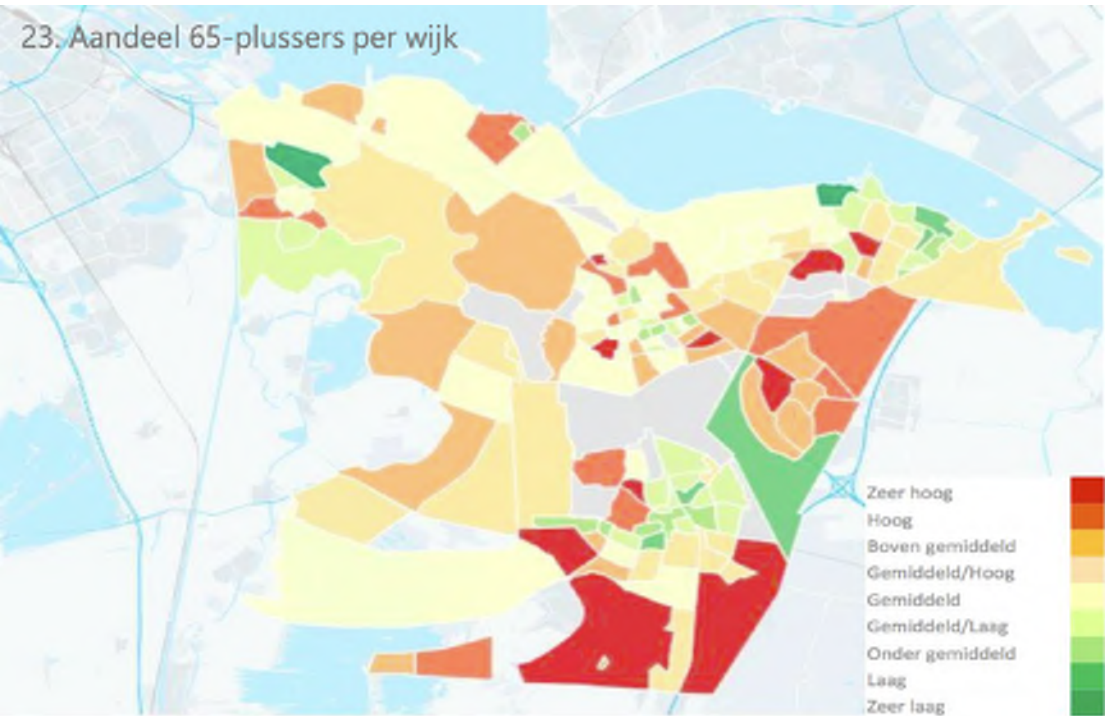 23. Aandeel 65-plussers per wijk
Zeer hoog
Hoog
Boven gemiddeld
Gemiddeld/Hoog
Gemiddeld
Gemiddeld/Laag
Onder gemiddeld
Laag
Zeer laag